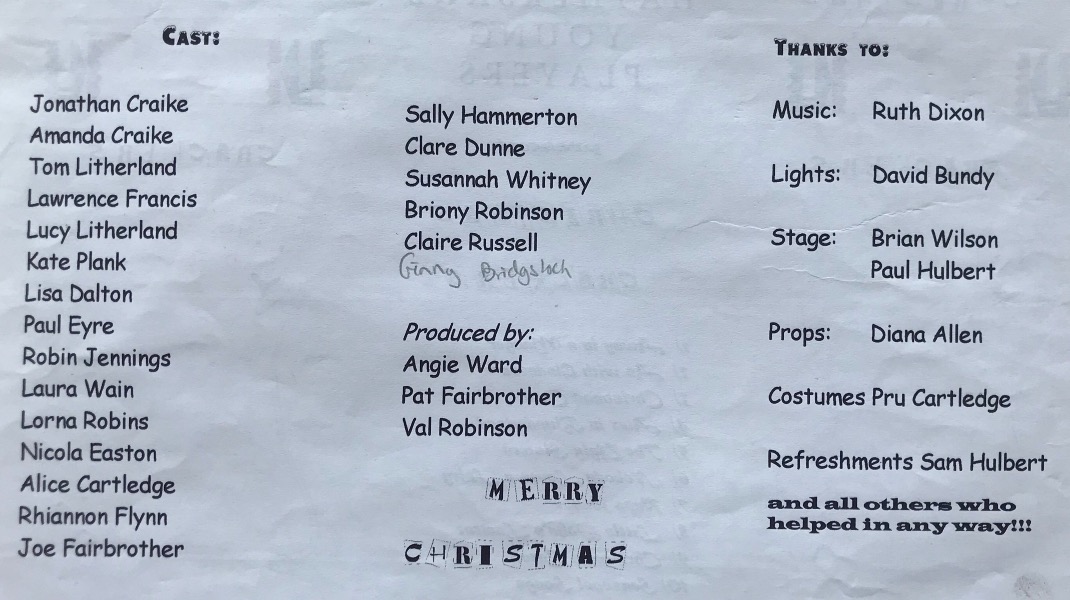 CAST:
Jonathan Craike
Amanda Craike
Tom Litherland
Lawrence Francis
Lucy Litherland
Kate Plank
Lisa Dalton
Paul Eyre
Robin Jennings
Laura Wain
Lorna Robins
Nicola Easton
Alice Cartledge
Rhiannon Flynn
Joe Fairbrother
Sally Hammerton
Clare Dunne
Susannah Whitney
Briony Robinson
Claire Russell
Ginny
Produced by:
Angie Ward
Pat Fairbrother
Val Robinson
MERRY
CHRISTMAS
THANKS TO:
Music: Ruth Dixon
Lights: David Bundy
Stage: Brian Wilson
Paul Hulbert
Props: Diana Allen
Costumes Pru Cartledge
Refreshments Sam Hulbert
and all others who
helped in any way!!!